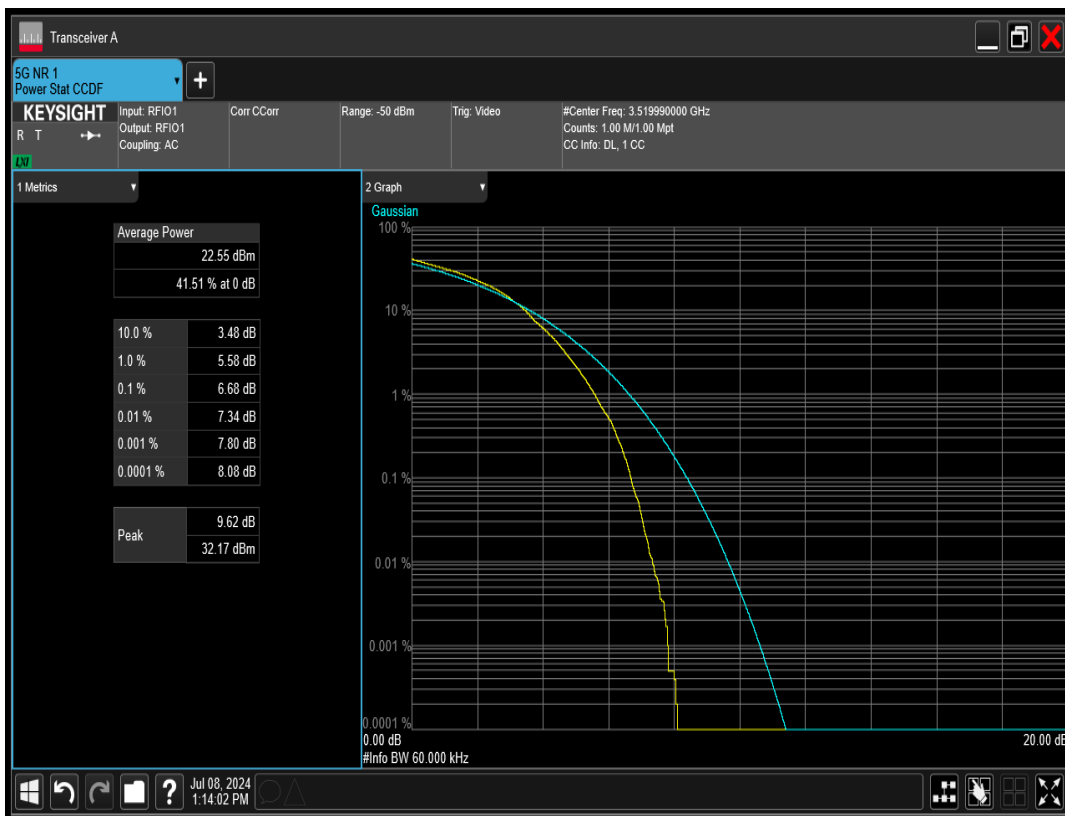 Transceiver A
5G NR 1
Power Stat CCDF
KEYSIGHT
R T
LXI
Input: RFIO1
Output: RFIO1
Coupling: AC
Corr CCorr
Range: -50 dBm
Trig: Video
#Center Freq: 3.519990000 GHz
Counts: 1.00 M/1.00 Mpt
CC Info: DL, 1 CC
1 Metrics
Average Power
22.55 dBm
41.51 % at 0 dB
10.0 % 3.48 dB
1.0 % 5.58 dB
0.1 % 6.68 dB
0.01 % 7.34 dB
0.001 % 7.80 dB
0.0001 % 8.08 dB
Peak
9.62 dB
32.17 dBm
2 Graph
Gaussian
100 %
10 %
1 %
0.1 %
0.01 %
0.001 %
0.0001 %
0.00 dB 20.00 dB
#Info BW 60.000 kHz
Jul 08, 2024
1:14:02 PM